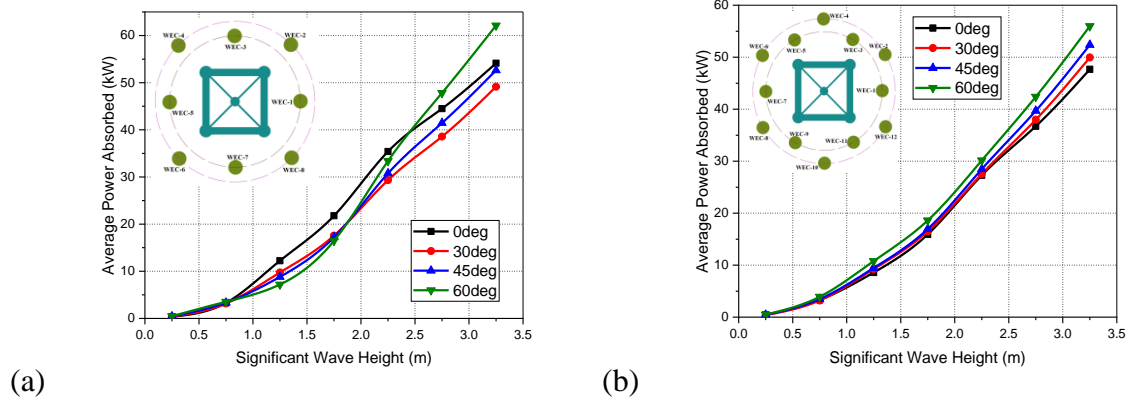 60
50
40
30
20
10
0
Average Power Absorbed (kW)
0.0 0.5 1.0 1.5 2.0 2.5 3.0 3.5
Significant Wave Height (m)
WEC-4
WEC-3
WEC-2
WEC-5
WEC-1
WEC-6
WEC-7
WEC-8
0deg
30deg
45deg
60deg
(a)
60
50
40
30
20
10
0
Average Power Absorbed (kW)
0.0 0.5 1.0 1.5 2.0 2.5 3.0 3.5
Significant Wave Height (m)
WEC-4
WEC-6
WEC-5
WEC-3
WEC-2
WEC-7
WEC-1
WEC-8
WEC-9
WEC-11
WEC-12
WEC-10
0deg
30deg
45deg
60deg
(b)